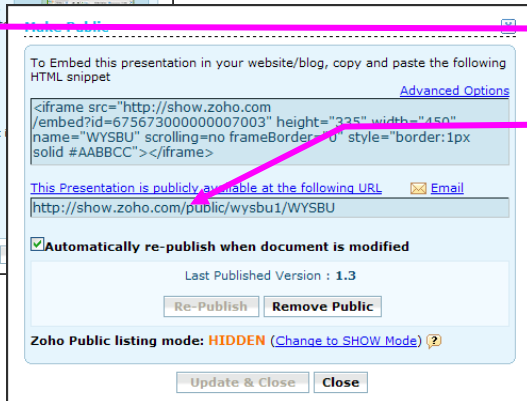 Make Public
To Embed this presentation in your website/blog, copy and paste the following
HTML snippet
Advanced Options
<iframe src="http://show.zoho.com
/embed?id=675673000000007003" height="335" width="450"
name="WYSBU" scrolling=no frameBorder="0" style="border:1px
solid #AABBCC"></iframe>
This Presentation is publicly available at the following URL Email
http://show.zoho.com/public/wysbu1/WYSBU
Automatically re-publish when document is modified
Last Published Version : 1.3
Re-Publish Remove Public
Zoho Public listing mode: HIDDEN (Change to SHOW Mode) ?
Update & Close Close